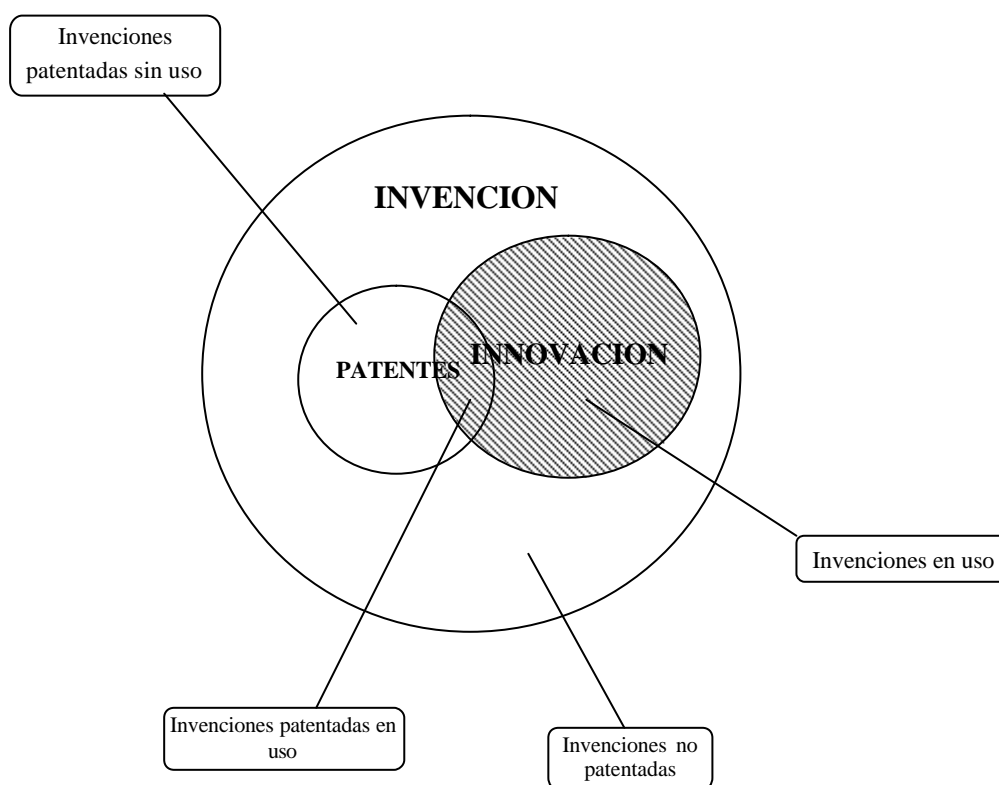 Invenciones
patentadas sin uso
INVENCION
INNOVACION
PATENTES
Invenciones en uso
Invenciones patentadas en
uso
Invenciones no
patentadas